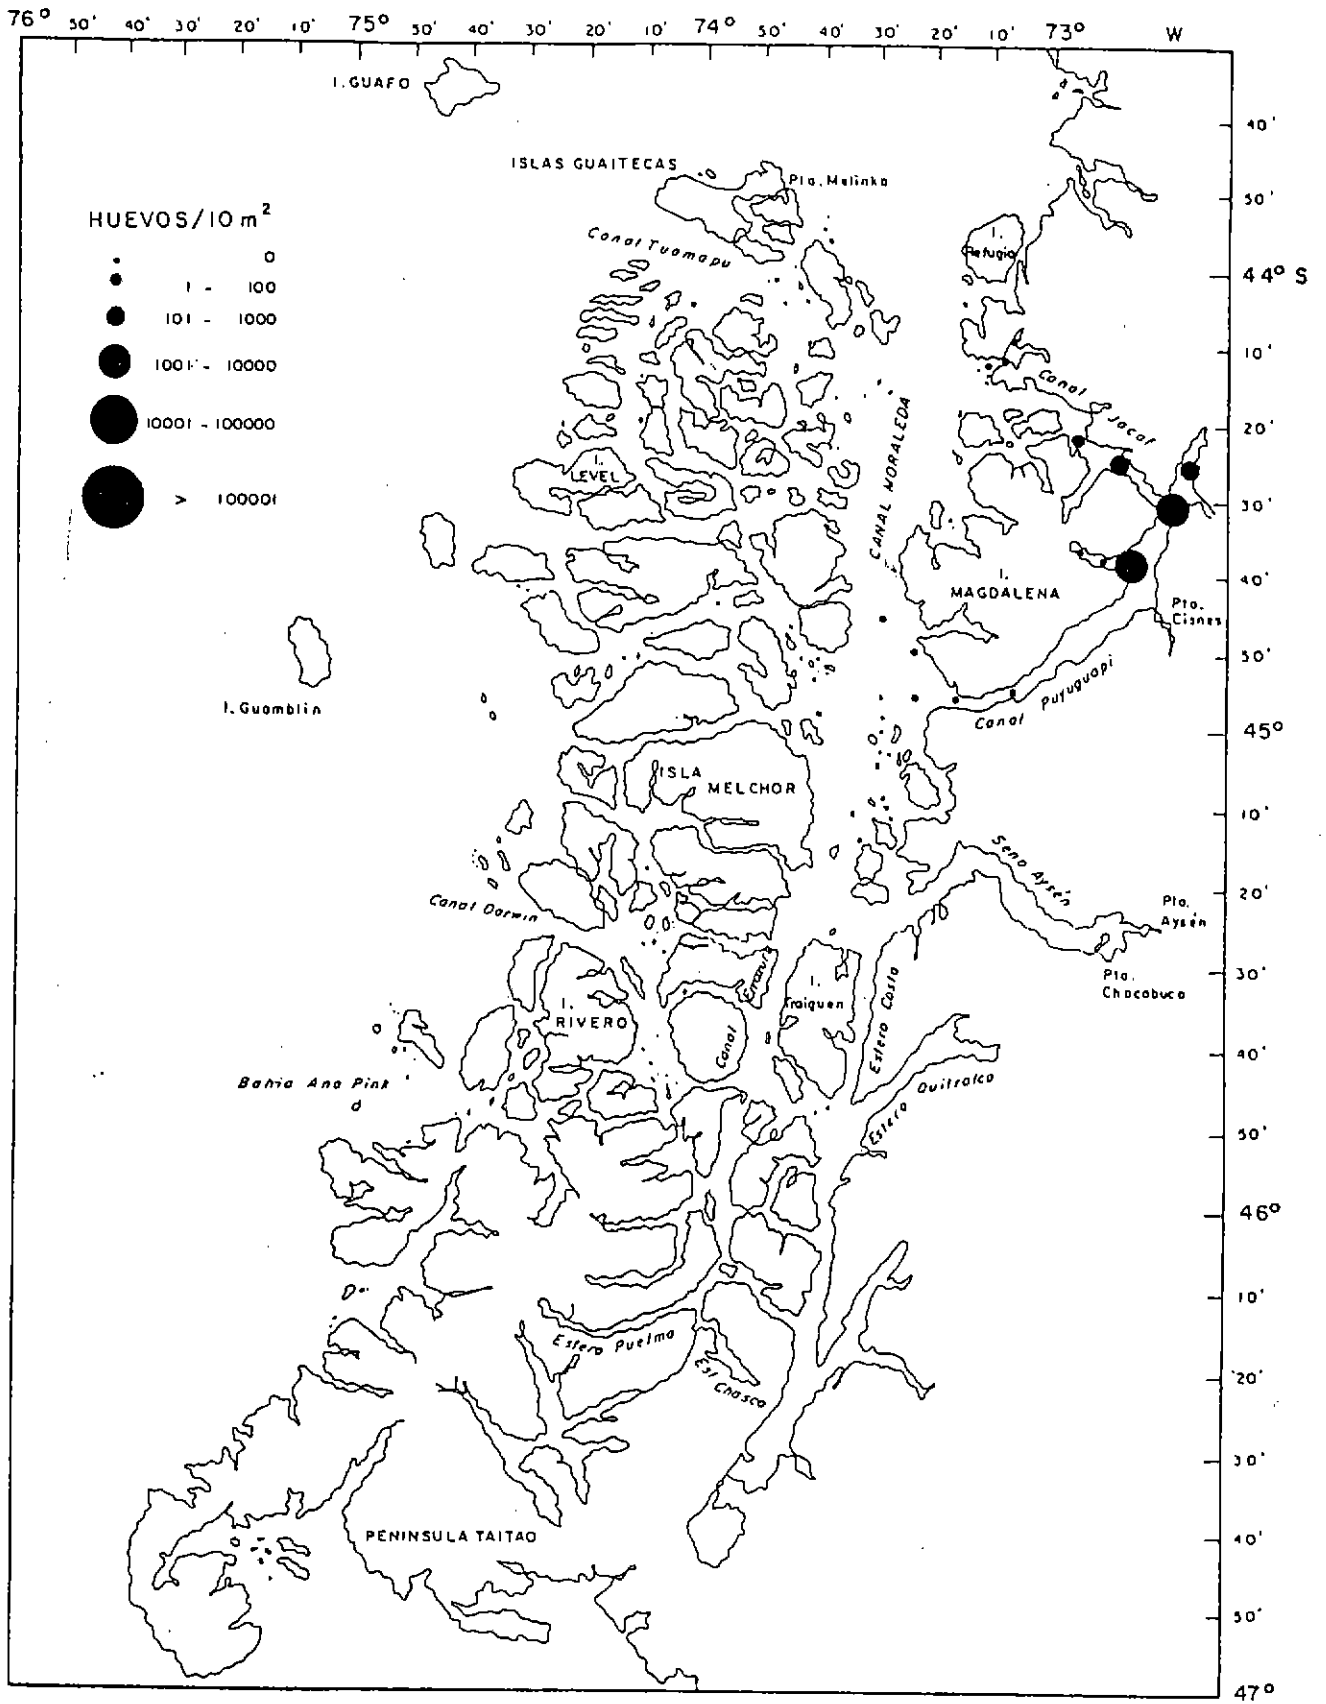 76° 50' 40' 30' 20' 10' 75° 50' 40' 30' 20' 10' 74° 50' 40' 30' 20' 10' 73° W
I. GUAFO
40'
ISLAS GUAITECAS
Pto. Melinka
50'
HUEVOS/10 m²
0
1 - 100
101 - 1000
1001 - 10000
10001 - 100000
> 100001
Canal Tuamapu
I.
Refugio
44° S
10'
Canal Jacaf
20'
CANAL MORALEDA
I.
LEVEL
30'
40'
I.
MAGDALENA
Pto.
Cisnes
50'
Canal Puyuguapi
I. Guamblin
45°
ISLA
MELCHOR
10'
Seno Aysén
20'
Canal Darwin
Pto.
Aysén
Pto.
Chacabuco
30'
I.
RIVERO
Canal Errazuriz
I.
Traiguen
Estero Costa
40'
Bahia Ana Pink
Estero Quitralco
50'
46°
10'
Estero Puelma
Est. Chasco
20'
30'
PENINSULA TAITAO
40'
50'
47°